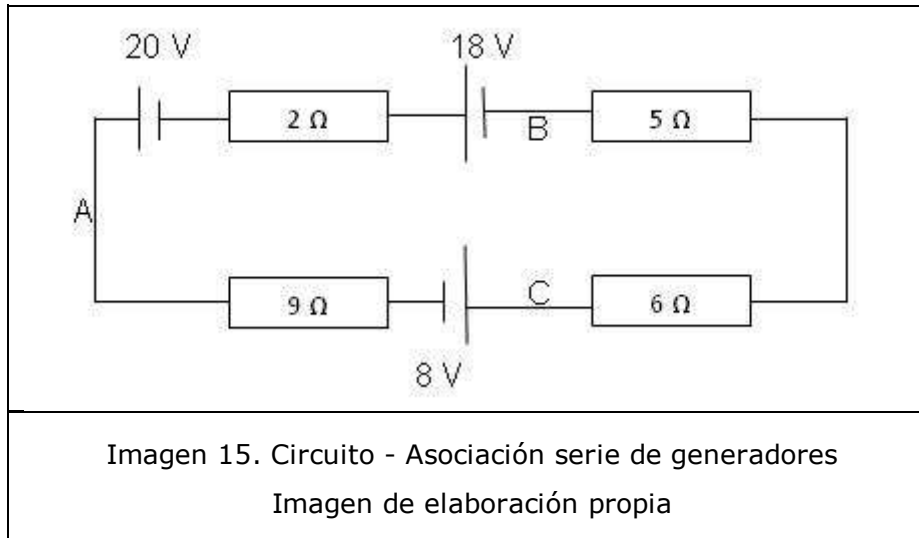 20 V 18 V
2 Ω B 5 Ω
A
9 Ω C 6 Ω
8 V
Imagen 15. Circuito - Asociación serie de generadores
Imagen de elaboración propia